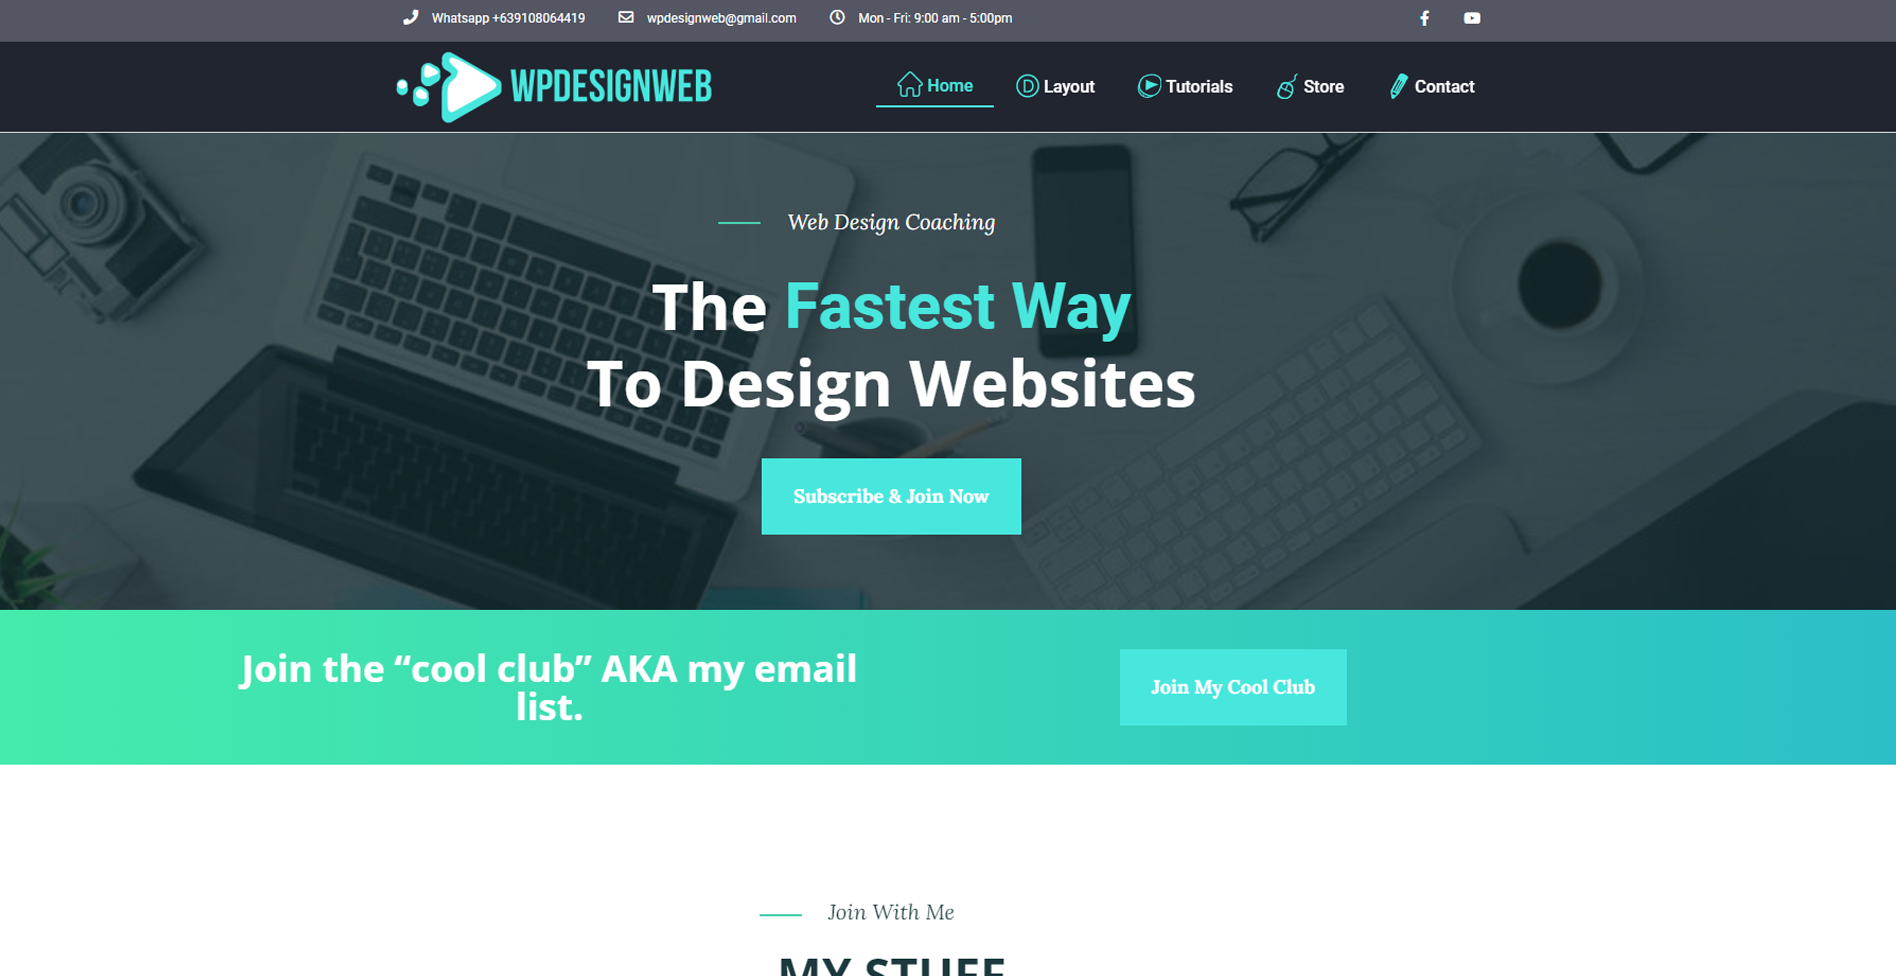 Whatsapp +639108064419
wpdesignweb@gmail.com
Mon - Fri: 9:00 am - 5:00pm
WPDESIGNWEB
Home
Layout
Tutorials
Store
Contact
Web Design Coaching
The Fastest Way
To Design Websites
Subscribe & Join Now
Join the “cool club” AKA my email
list.
Join My Cool Club
Join With Me
MY STUFF